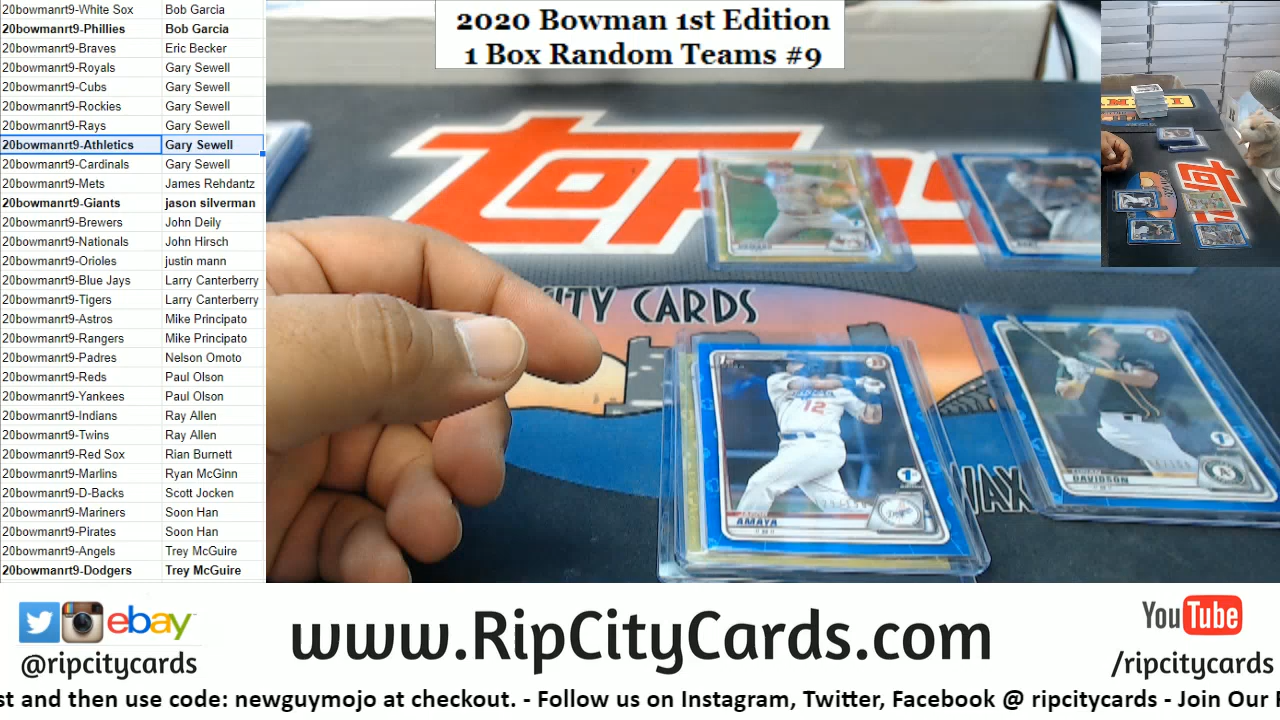 20bowmanrt9-White Sox Bob Garcia
20bowmanrt9-Phillies Bob Garcia
20bowmanrt9-Braves Eric Becker
20bowmanrt9-Royals Gary Sewell
20bowmanrt9-Cubs Gary Sewell
20bowmanrt9-Rockies Gary Sewell
20bowmanrt9-Rays Gary Sewell
20bowmanrt9-Athletics Gary Sewell
20bowmanrt9-Cardinals Gary Sewell
20bowmanrt9-Mets James Rehdantz
20bowmanrt9-Giants jason silverman
20bowmanrt9-Brewers John Deily
20bowmanrt9-Nationals John Hirsch
20bowmanrt9-Orioles justin mann
20bowmanrt9-Blue Jays Larry Canterberry
20bowmanrt9-Tigers Larry Canterberry
20bowmanrt9-Astros Mike Principato
20bowmanrt9-Rangers Mike Principato
20bowmanrt9-Padres Nelson Omoto
20bowmanrt9-Reds Paul Olson
20bowmanrt9-Yankees Paul Olson
20bowmanrt9-Indians Ray Allen
20bowmanrt9-Twins Ray Allen
20bowmanrt9-Red Sox Rian Burnett
20bowmanrt9-Marlins Ryan McGinn
20bowmanrt9-D-Backs Scott Jocken
20bowmanrt9-Mariners Soon Han
20bowmanrt9-Pirates Soon Han
20bowmanrt9-Angels Trey McGuire
20bowmanrt9-Dodgers Trey McGuire
2020 Bowman 1st Edition
1 Box Random Teams #9
CITY CARDS
WAX
12
AMAYA
DAVIDSON
ebay
@ripcitycards
www.RipCityCards.com
YouTube
/ripcitycards
st and then use code: newguymojo at checkout. - Follow us on Instagram, Twitter, Facebook @ ripcitycards - Join Our